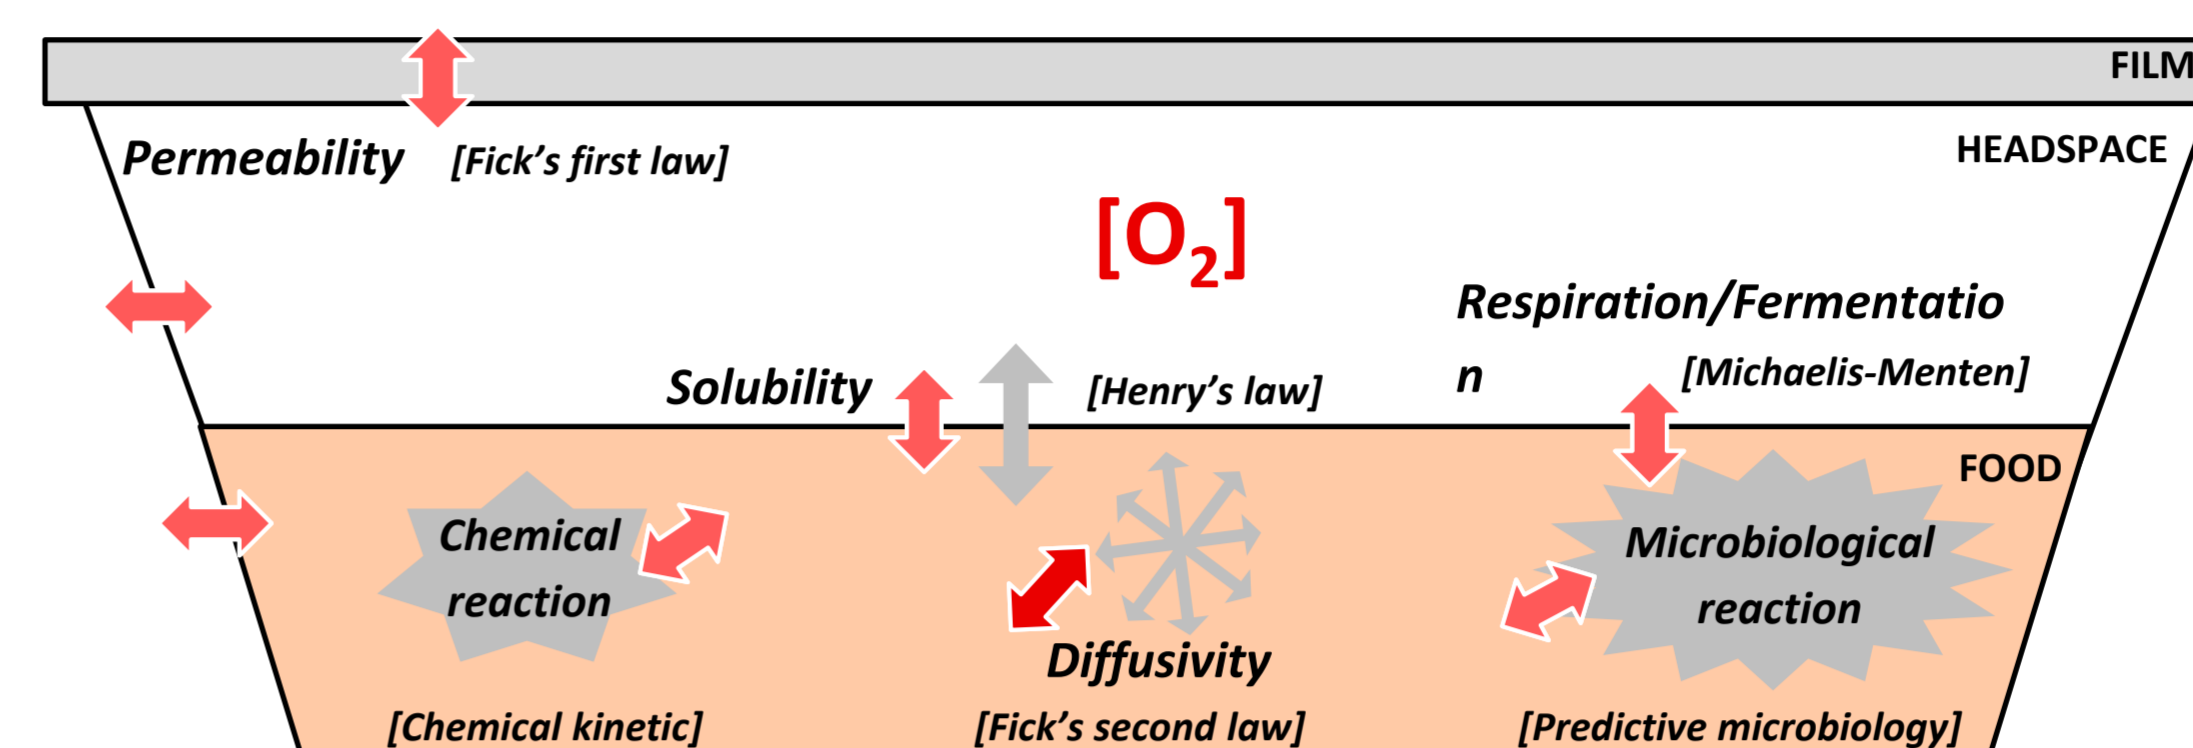 FILM
HEADSPACE
Permeability [Fick's first law]
[O₂]
Respiration/Fermentatio
n [Michaelis-Menten]
Solubility [Henry's law]
FOOD
Chemical
reaction
Microbiological
reaction
Diffusivity
[Chemical kinetic] [Fick's second law] [Predictive microbiology]